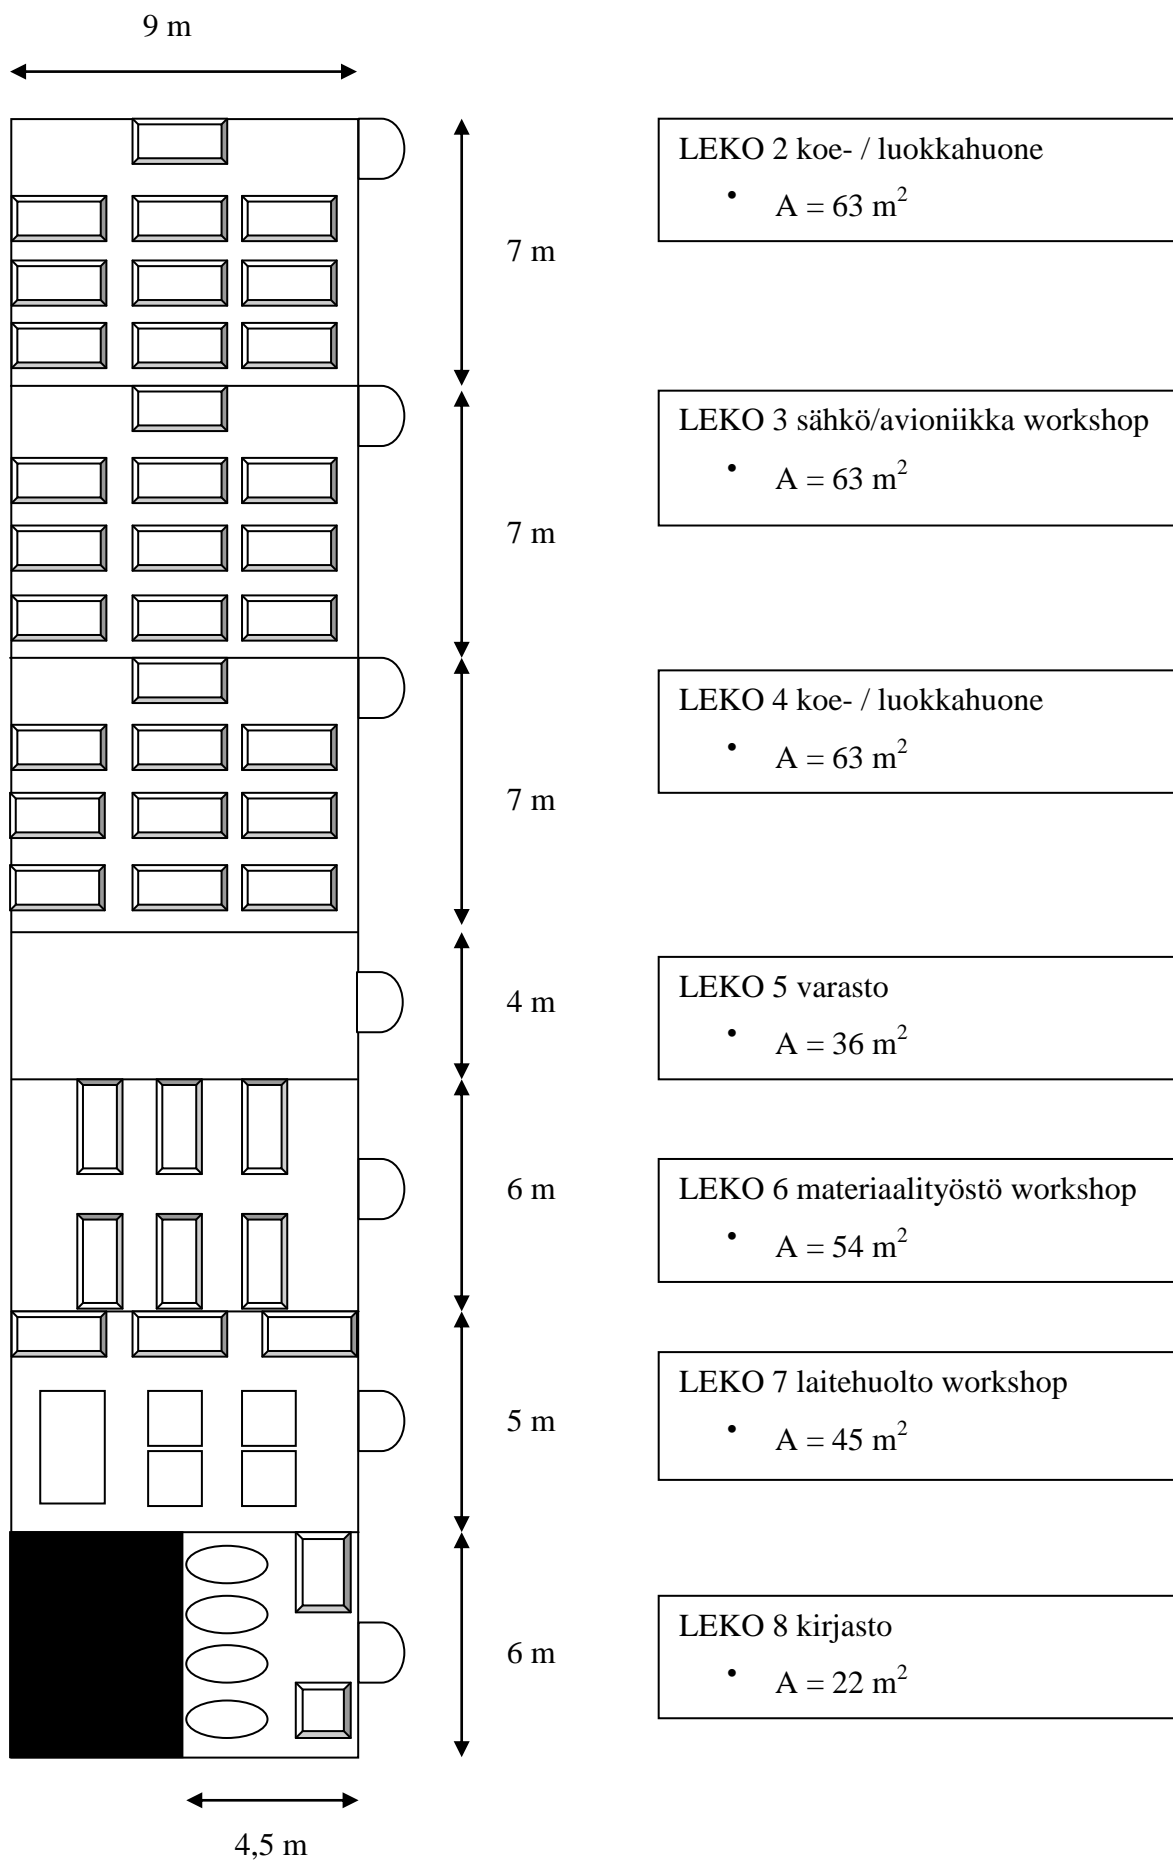 9 m
LEKO 2 koe- / luokkahuone
• A = 63 m²
7 m
LEKO 3 sähkö/avioniikka workshop
• A = 63 m²
7 m
LEKO 4 koe- / luokkahuone
• A = 63 m²
7 m
LEKO 5 varasto
• A = 36 m²
4 m
LEKO 6 materiaalityöstö workshop
• A = 54 m²
6 m
LEKO 7 laitehuolto workshop
• A = 45 m²
5 m
LEKO 8 kirjasto
• A = 22 m²
6 m
4,5 m